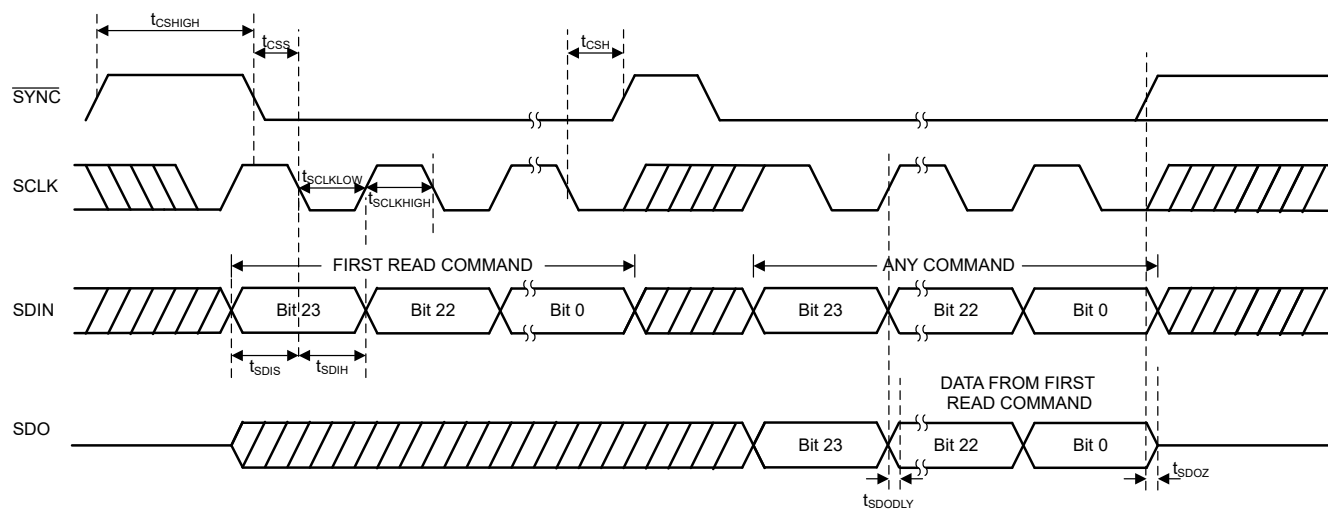 tCSHIGH
tCSS
tCSH
SYNC
SCLK
tSCLKLOW
tSCLKHIGH
FIRST READ COMMAND
ANY COMMAND
SDIN
Bit 23
Bit 22
Bit 0
Bit 23
Bit 22
Bit 0
tSDIS
tSDIH
DATA FROM FIRST
READ COMMAND
SDO
Bit 23
Bit 22
Bit 0
tSDODLY
tSDOZ